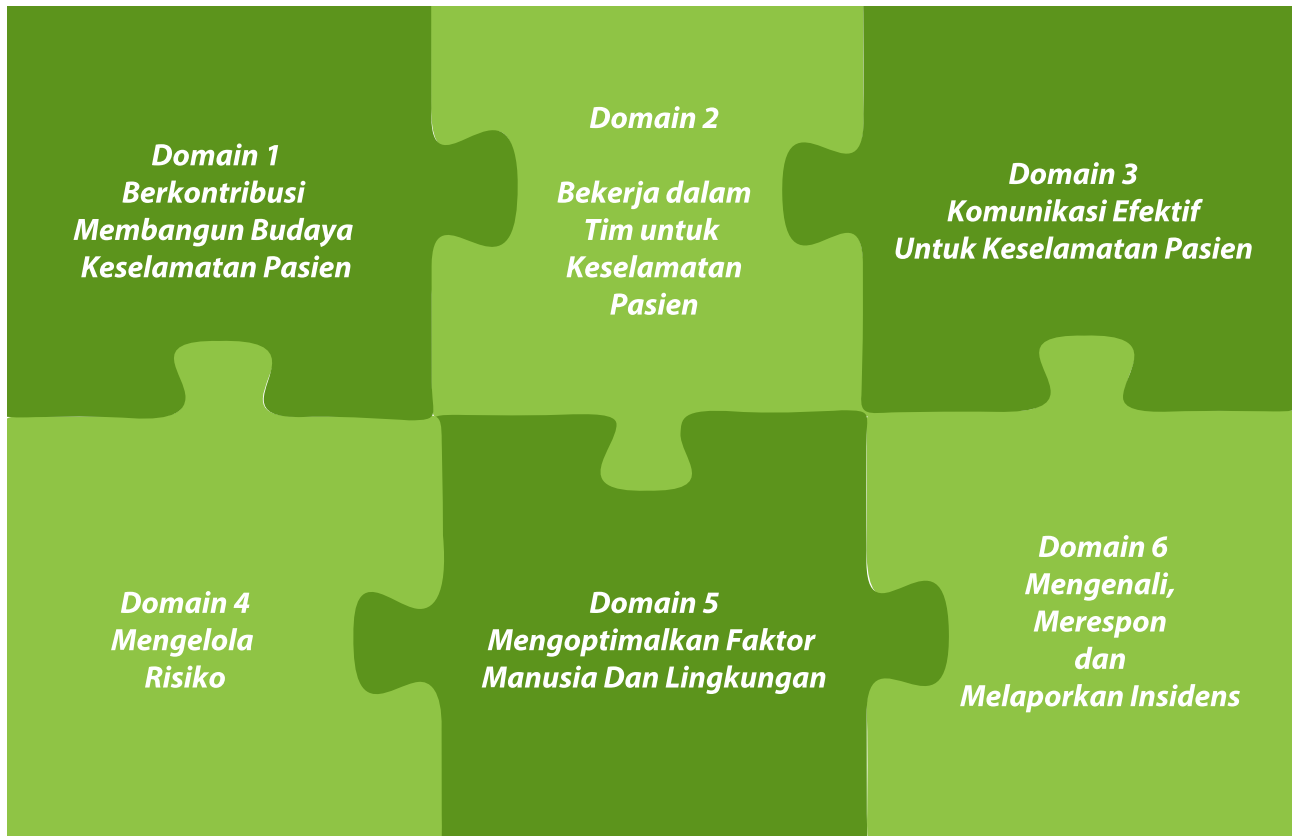 Domain 1
Berkontribusi
Membangun Budaya
Keselamatan Pasien
Domain 2
Bekerja dalam
Tim untuk
Keselamatan
Pasien
Domain 3
Komunikasi Efektif
Untuk Keselamatan Pasien
Domain 4
Mengelola
Risiko
Domain 5
Mengoptimalkan Faktor
Manusia Dan Lingkungan
Domain 6
Mengenali,
Merespon
dan
Melaporkan Insidens